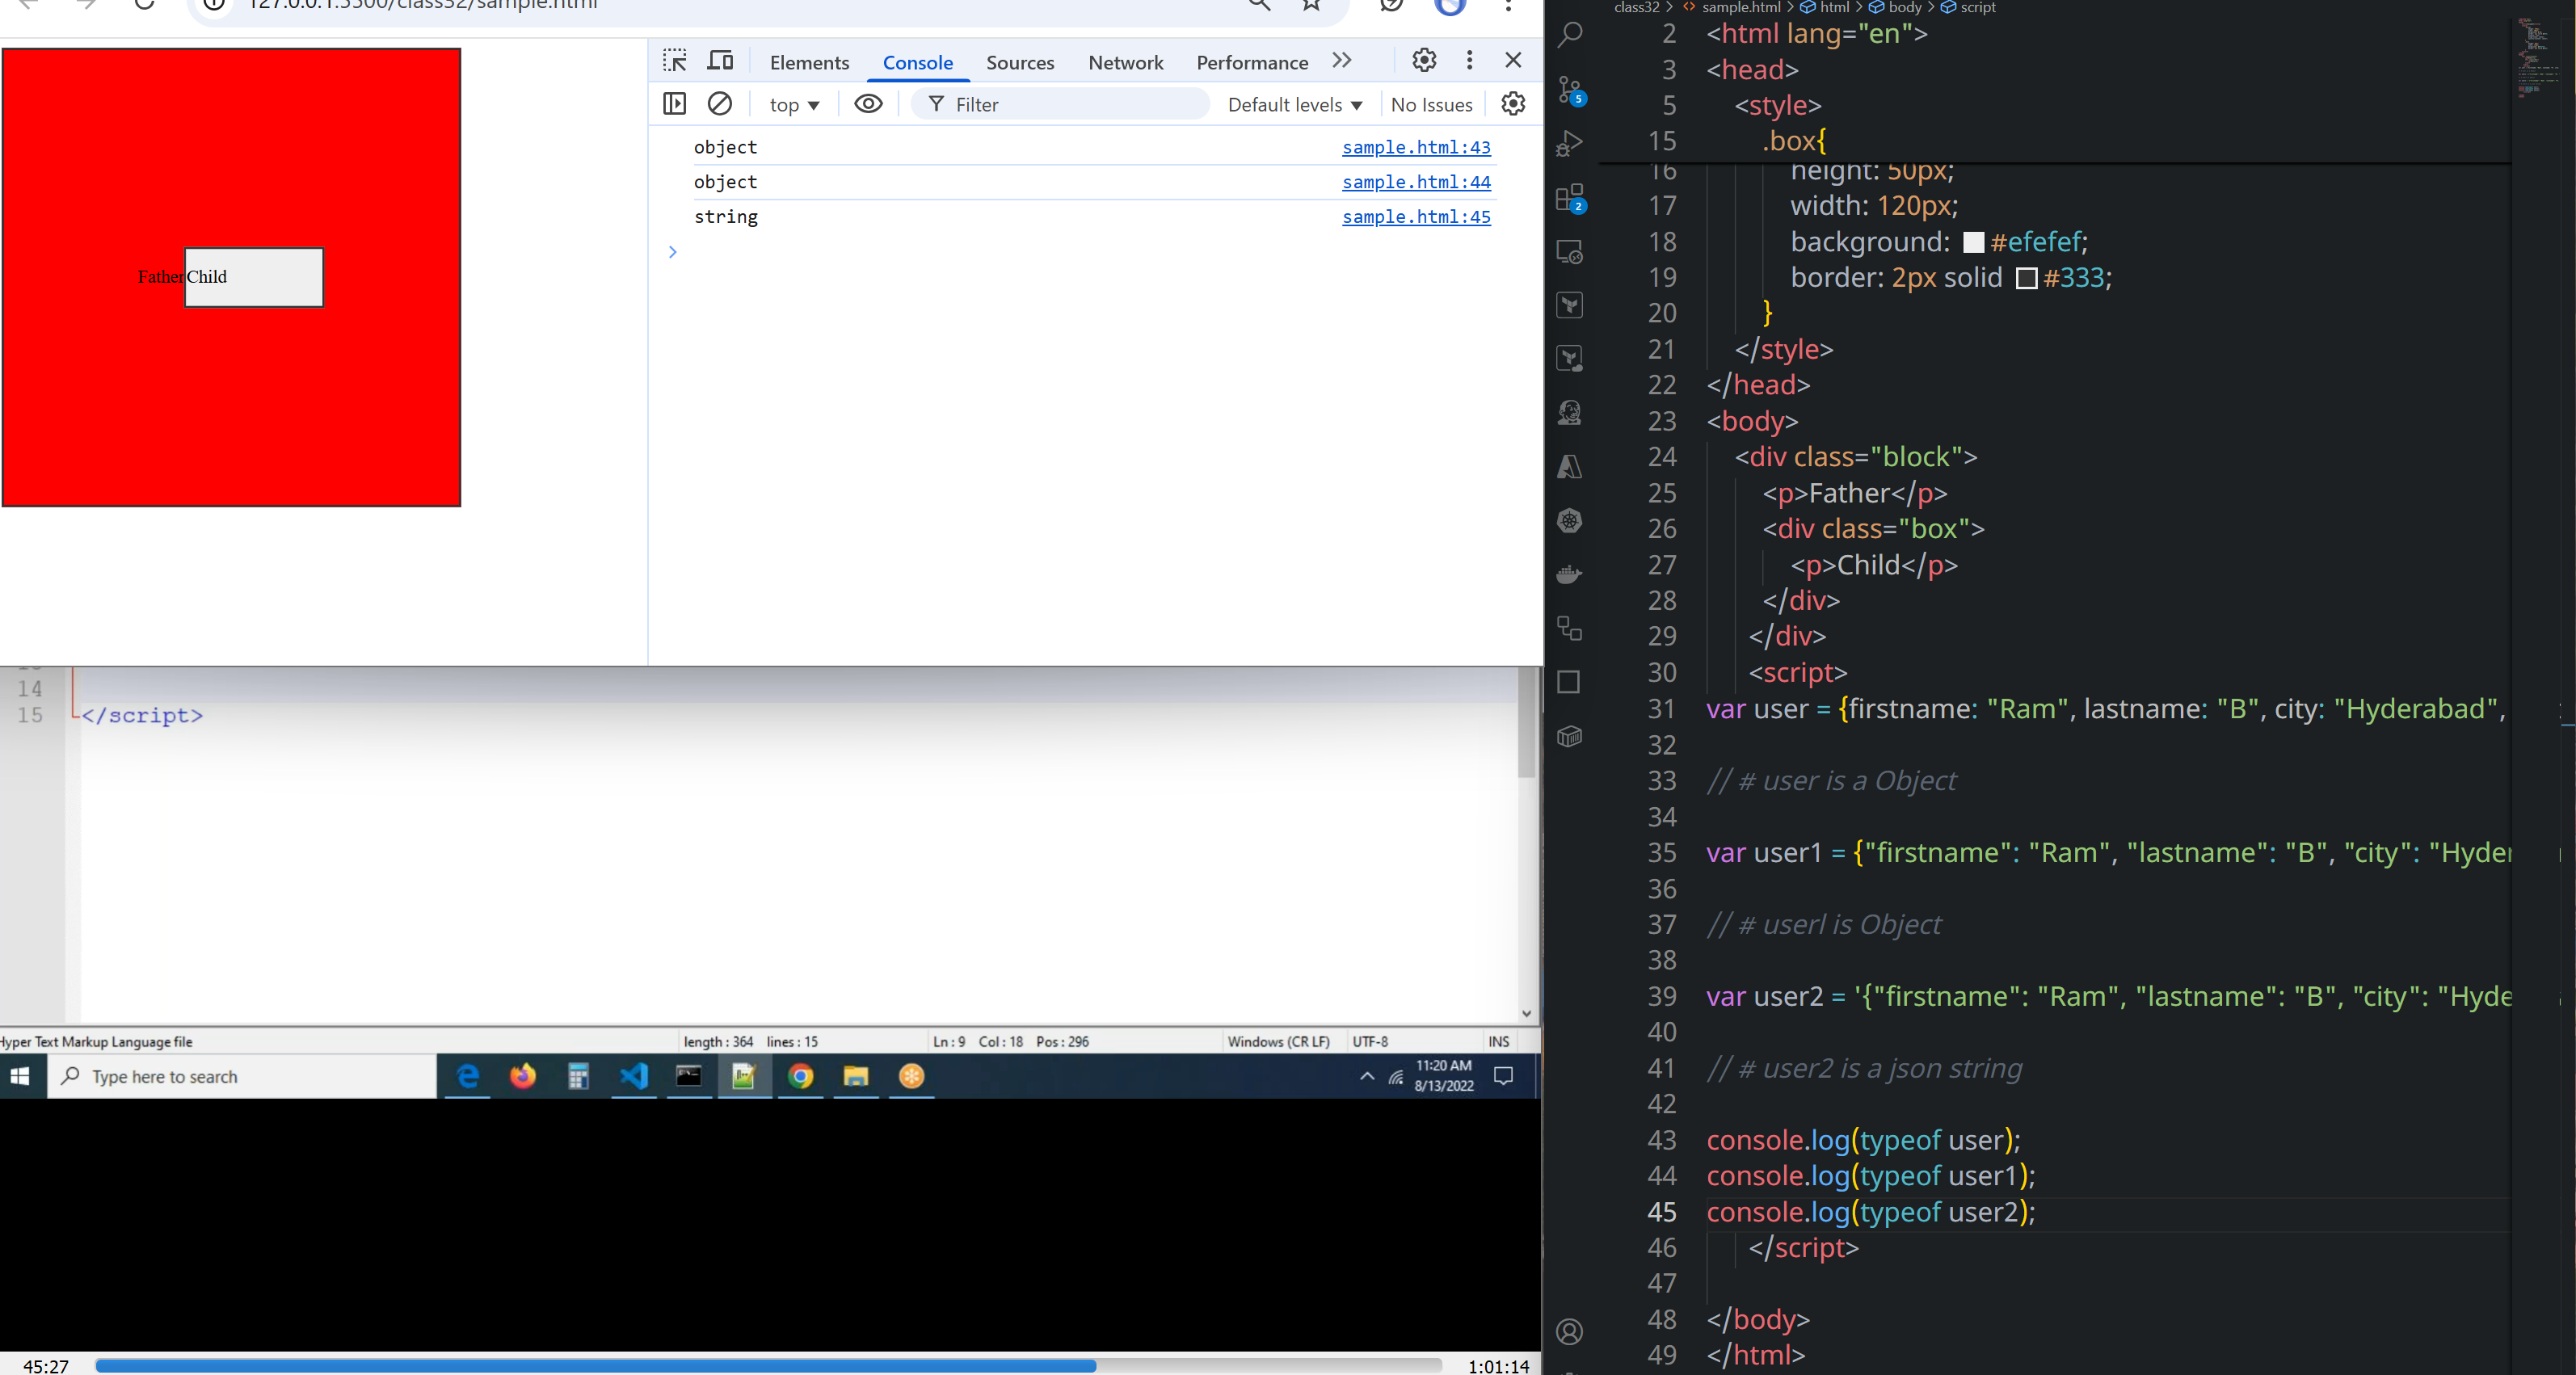 127.0.0.1:5500/class32/sample.html
Elements Console Sources Network Performance
top Filter Default levels No Issues
object sample.html:43
object sample.html:44
string sample.html:45
Father Child
14
15 </script>
Hyper Text Markup Language file length : 364 lines : 15 Ln : 9 Col : 18 Pos : 296 Windows (CR LF) UTF-8 INS
Type here to search
11:20 AM
8/13/2022
45:27 1:01:14
class32 > sample.html > html > body > script
2 <html lang="en">
3 <head>
5 <style>
15 .box{
16 height: 50px;
17 width: 120px;
18 background: #efefef;
19 border: 2px solid #333;
20 }
21 </style>
22 </head>
23 <body>
24 <div class="block">
25 <p>Father</p>
26 <div class="box">
27 <p>Child</p>
28 </div>
29 </div>
30 <script>
31 var user = {firstname: "Ram", lastname: "B", city: "Hyderabad",
32
33 // # user is a Object
34
35 var user1 = {"firstname": "Ram", "lastname": "B", "city": "Hyder
36
37 // # userl is Object
38
39 var user2 = '{"firstname": "Ram", "lastname": "B", "city": "Hyde
40
41 // # user2 is a json string
42
43 console.log(typeof user);
44 console.log(typeof user1);
45 console.log(typeof user2);
46 </script>
47
48 </body>
49 </html>
5
2